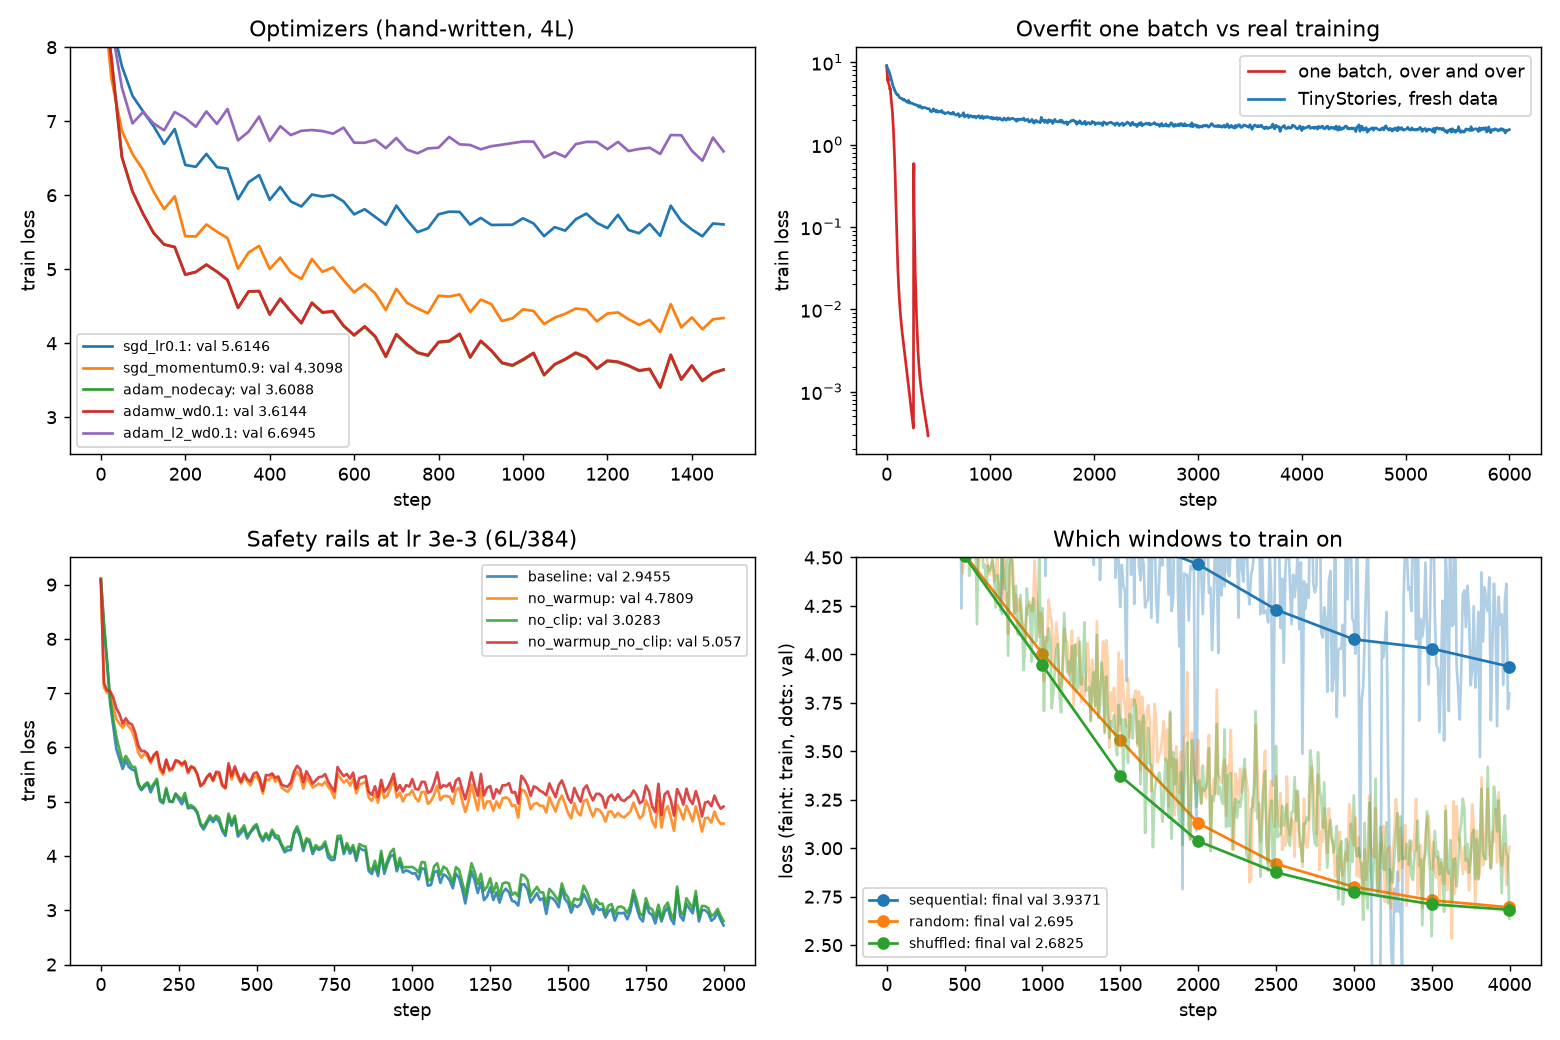 Optimizers (hand-written, 4L)
8
7
6
5
4
3
train loss
sgd_lr0.1: val 5.6146
sgd_momentum0.9: val 4.3098
adam_nodecay: val 3.6088
adamw_wd0.1: val 3.6144
adam_l2_wd0.1: val 6.6945
0 200 400 600 800 1000 1200 1400
step
Overfit one batch vs real training
10¹
10⁰
10⁻¹
10⁻²
10⁻³
train loss
one batch, over and over
TinyStories, fresh data
0 1000 2000 3000 4000 5000 6000
step
Safety rails at lr 3e-3 (6L/384)
9
8
7
6
5
4
3
2
train loss
baseline: val 2.9455
no_warmup: val 4.7809
no_clip: val 3.0283
no_warmup_no_clip: val 5.057
0 250 500 750 1000 1250 1500 1750 2000
step
Which windows to train on
4.50
4.25
4.00
3.75
3.50
3.25
3.00
2.75
2.50
loss (faint: train, dots: val)
sequential: final val 3.9371
random: final val 2.695
shuffled: final val 2.6825
0 500 1000 1500 2000 2500 3000 3500 4000
step